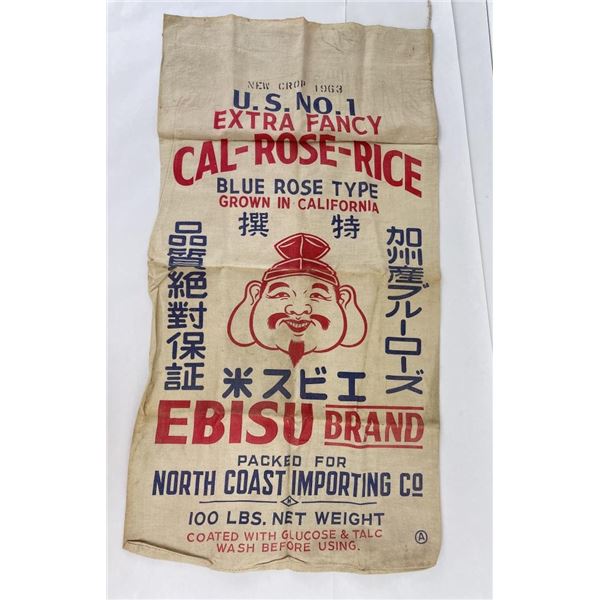 NEW CROP 1963
U.S. NO. 1
EXTRA FANCY
CAL-ROSE-RICE
BLUE ROSE TYPE
GROWN IN CALIFORNIA
撰 特
加州産ブルーローズ
品質絶對保証
米スビエ
EBISU BRAND
PACKED FOR
NORTH COAST IMPORTING CO
100 LBS. NET WEIGHT
COATED WITH GLUCOSE & TALC
WASH BEFORE USING.
A